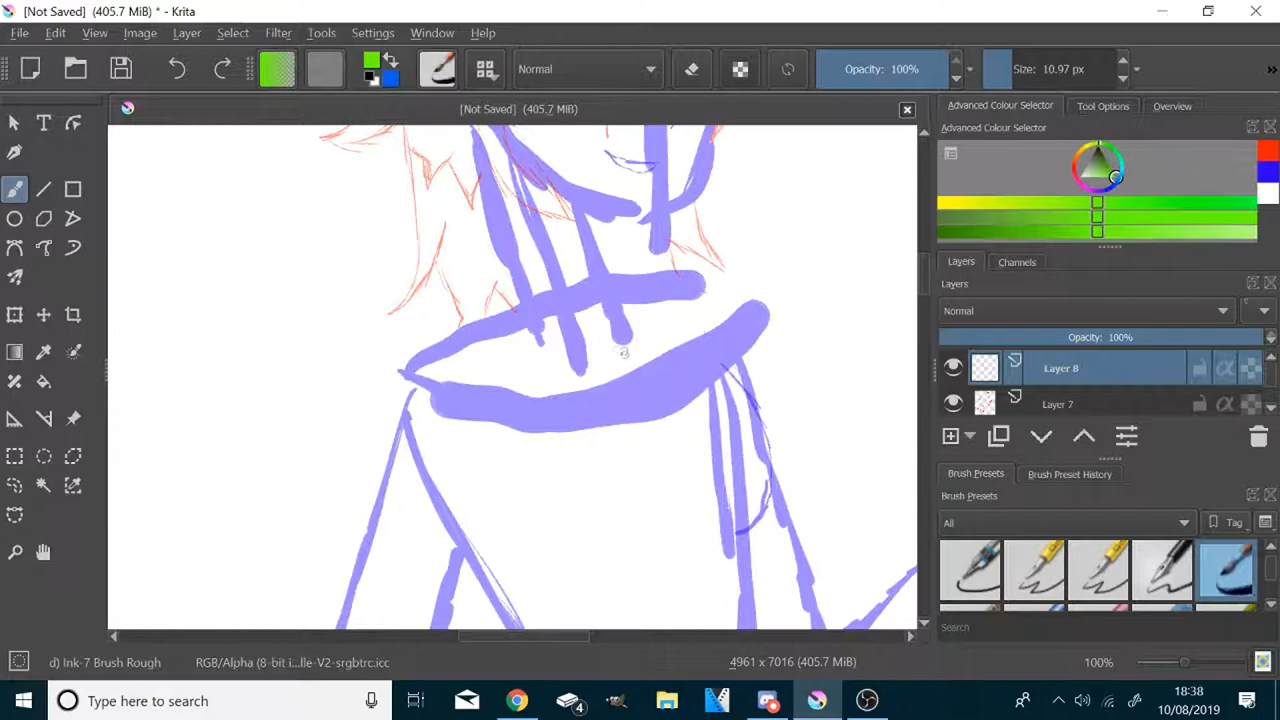 [Not Saved] (405.7 MiB) * - Krita
File Edit View Image Layer Select Filter Tools Settings Window Help
Normal Opacity: 100% Size: 10.97 px
[Not Saved] (405.7 MiB)
Advanced Colour Selector Tool Options Overview
Advanced Colour Selector
Layers Channels
Layers
Normal
Opacity: 100%
Layer 8
Layer 7
Brush Presets Brush Preset History
Brush Presets
All Tag
Search
d) Ink-7 Brush Rough RGB/Alpha (8-bit i...lle-V2-srgbtrc.icc 4961 x 7016 (405.7 MiB) 100%
Type here to search 4 18:38
10/08/2019